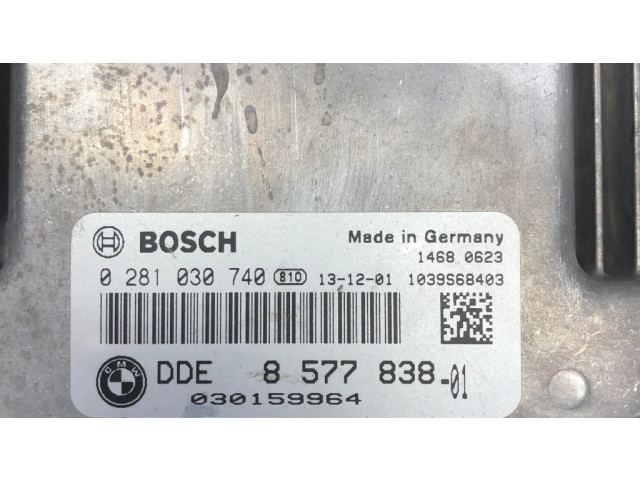 BOSCH Made in Germany
1468 0623
0 281 030 740 810 13-12-01 1039S68403
BMW DDE 8 577 838-01
030159964